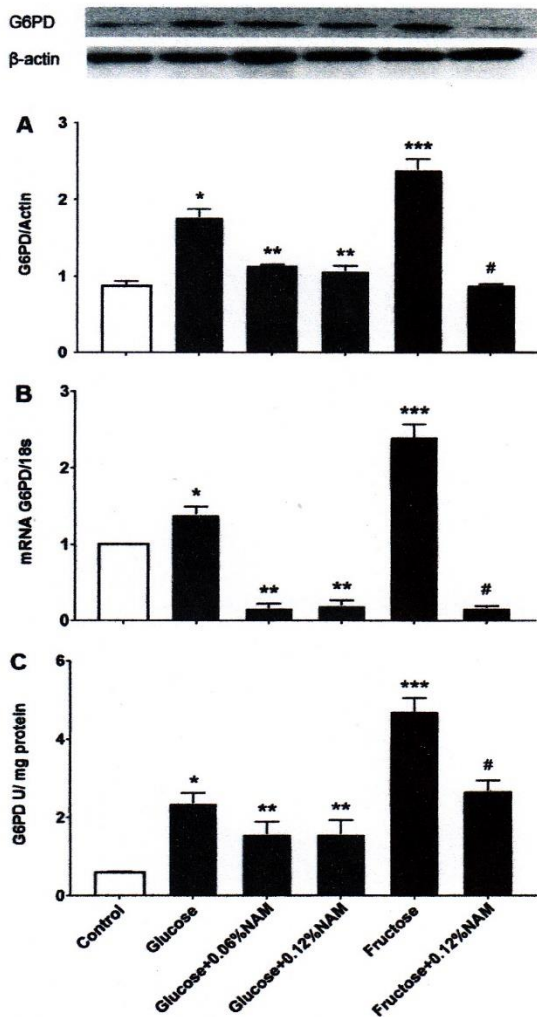 G6PD
β-actin
A
3
2
1
0
G6PD/Actin
*
**
**
***
#
B
3
2
1
0
mRNA G6PD/18s
*
**
**
***
#
C
6
4
2
0
G6PD U/ mg protein
*
**
**
***
#
Control
Glucose
Glucose+0.06%NAM
Glucose+0.12%NAM
Fructose
Fructose+0.12%NAM